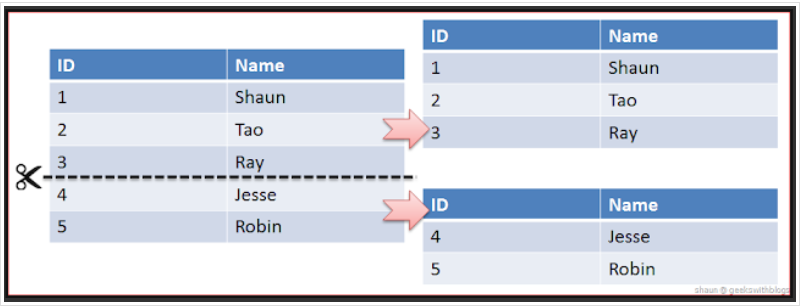 ID Name
1 Shaun
2 Tao
3 Ray
4 Jesse
5 Robin
ID Name
1 Shaun
2 Tao
3 Ray
ID Name
4 Jesse
5 Robin
shaun @ geekswithblogs